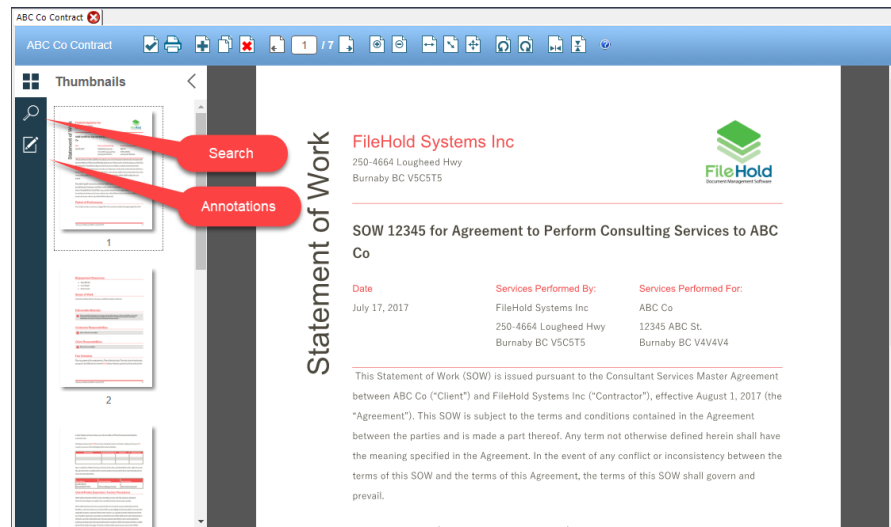 ABC Co Contract
ABC Co Contract
1 / 7
Thumbnails
Search
Annotations
1
2
Statement of Work
FileHold Systems Inc
250-4664 Lougheed Hwy
Burnaby BC V5C5T5
FileHold
Document Management Software
SOW 12345 for Agreement to Perform Consulting Services to ABC
Co
Date
July 17, 2017
Services Performed By:
FileHold Systems Inc
250-4664 Lougheed Hwy
Burnaby BC V5C5T5
Services Performed For:
ABC Co
12345 ABC St.
Burnaby BC V4V4V4
This Statement of Work (SOW) is issued pursuant to the Consultant Services Master Agreement
between ABC Co (“Client”) and FileHold Systems Inc (“Contractor”), effective August 1, 2017 (the
“Agreement”). This SOW is subject to the terms and conditions contained in the Agreement
between the parties and is made a part thereof. Any term not otherwise defined herein shall have
the meaning specified in the Agreement. In the event of any conflict or inconsistency between the
terms of this SOW and the terms of this Agreement, the terms of this SOW shall govern and
prevail.